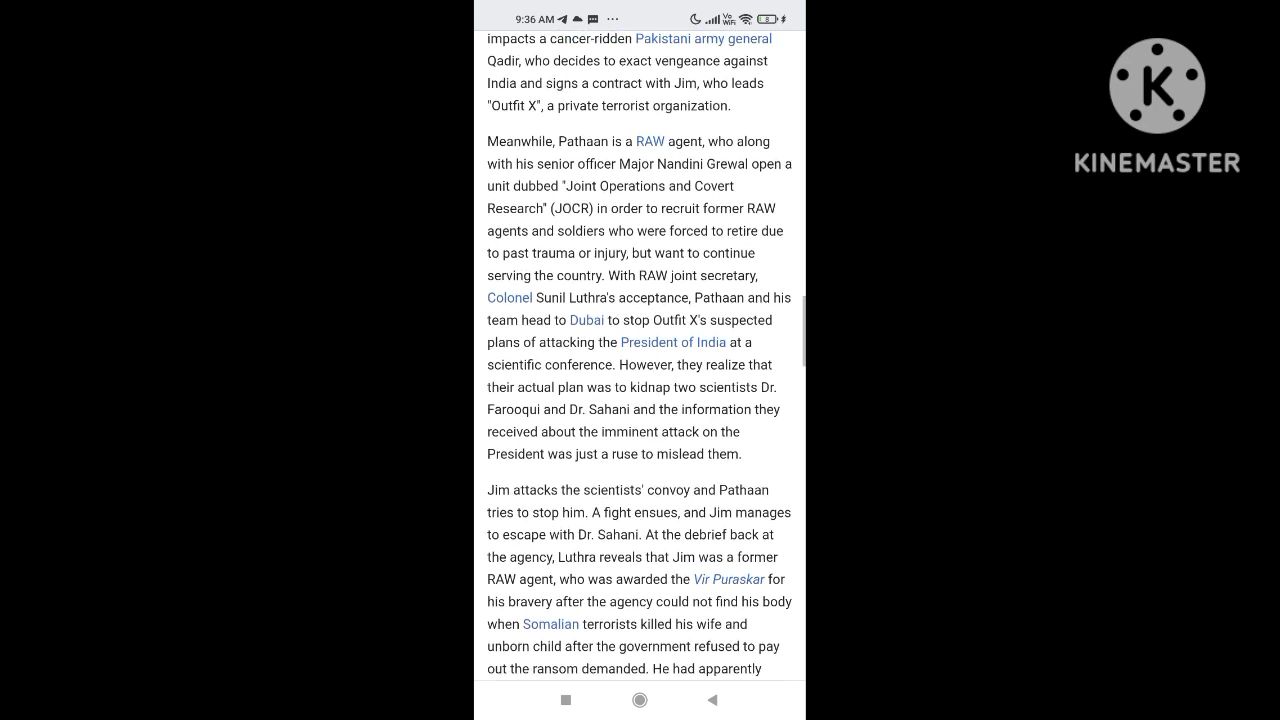 9:36 AM
Vo
WiFi
8
impacts a cancer-ridden Pakistani army general
Qadir, who decides to exact vengeance against
India and signs a contract with Jim, who leads
"Outfit X", a private terrorist organization.
Meanwhile, Pathaan is a RAW agent, who along
with his senior officer Major Nandini Grewal open a
unit dubbed "Joint Operations and Covert
Research" (JOCR) in order to recruit former RAW
agents and soldiers who were forced to retire due
to past trauma or injury, but want to continue
serving the country. With RAW joint secretary,
Colonel Sunil Luthra's acceptance, Pathaan and his
team head to Dubai to stop Outfit X's suspected
plans of attacking the President of India at a
scientific conference. However, they realize that
their actual plan was to kidnap two scientists Dr.
Farooqui and Dr. Sahani and the information they
received about the imminent attack on the
President was just a ruse to mislead them.
Jim attacks the scientists' convoy and Pathaan
tries to stop him. A fight ensues, and Jim manages
to escape with Dr. Sahani. At the debrief back at
the agency, Luthra reveals that Jim was a former
RAW agent, who was awarded the Vir Puraskar for
his bravery after the agency could not find his body
when Somalian terrorists killed his wife and
unborn child after the government refused to pay
out the ransom demanded. He had apparently
K
KINEMASTER